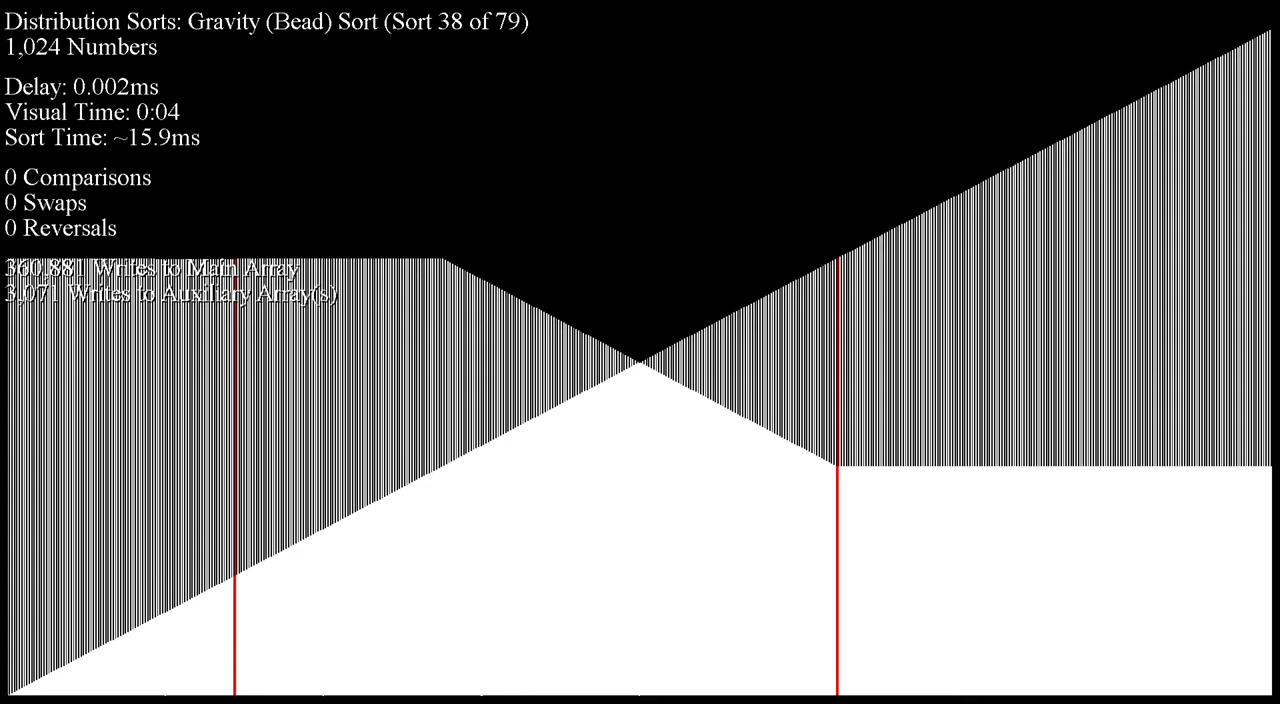 Distribution Sorts: Gravity (Bead) Sort (Sort 38 of 79)
1,024 Numbers
Delay: 0.002ms
Visual Time: 0:04
Sort Time: ~15.9ms
0 Comparisons
0 Swaps
0 Reversals
360,881 Writes to Main Array
3,071 Writes to Auxiliary Array(s)